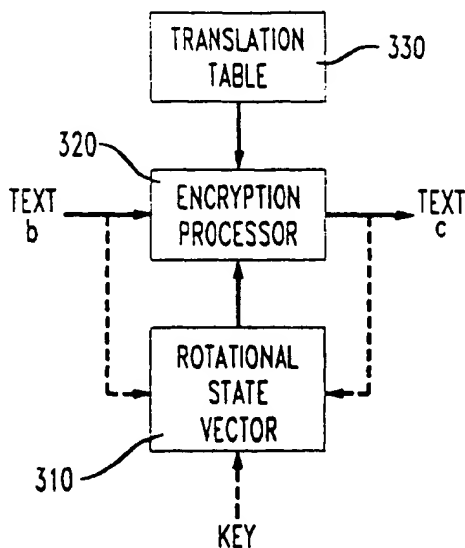 TRANSLATION
TABLE
330
320
ENCRYPTION
PROCESSOR
TEXT
b
TEXT
c
ROTATIONAL
STATE
VECTOR
310
KEY